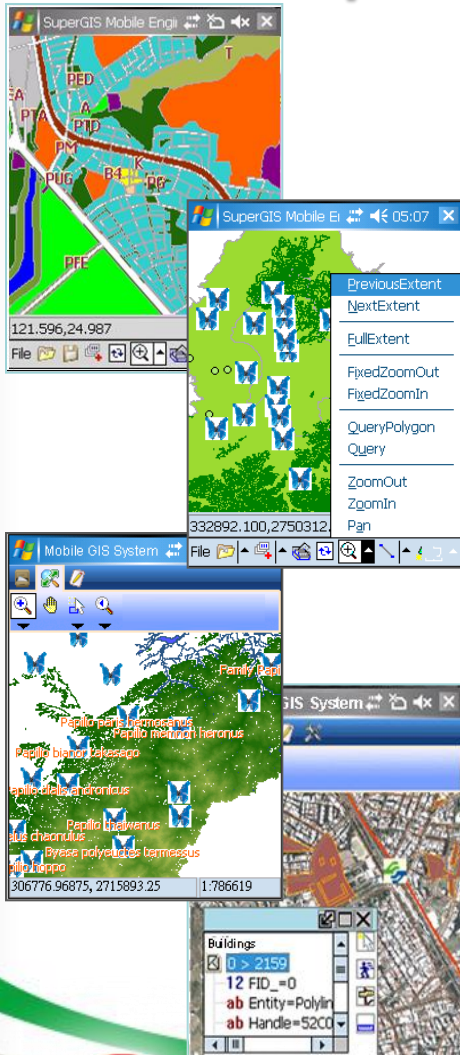 SuperGIS Mobile Engi
T
PED
A
PTA
PTD
PM
K
PUG
B4
PG
PFE
121.596,24.987
File
SuperGIS Mobile E 05:07
PreviousExtent
NextExtent
FullExtent
FixedZoomOut
FixedZoomIn
QueryPolygon
Query
ZoomOut
ZoomIn
Pan
332892.100,2750312.
File
Mobile GIS System
Family Papi
Papilio paris hermosanus
Papilio memnon heronus
Papilio bianor takasago
Papilio thaiwanus
Byasa polyeuctes termessus
306776.96875, 2715893.25 1:786619
GIS System
Buildings
0 > 2159
12 FID_=0
ab Entity=Polylin
ab Handle=52C0